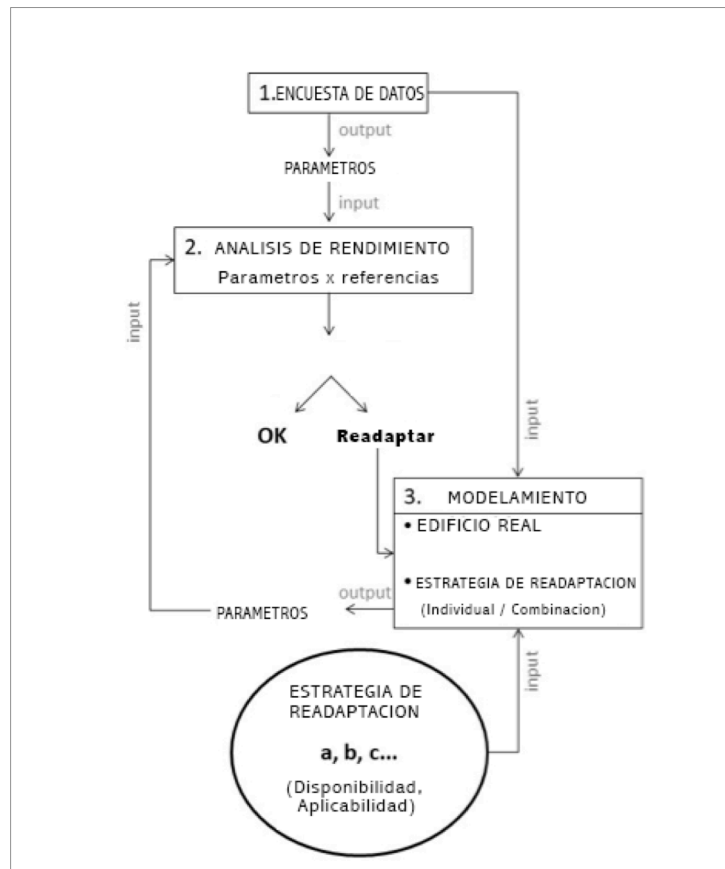 1.ENCUESTA DE DATOS
output
PARAMETROS
input
2. ANALISIS DE RENDIMIENTO
Parametros x referencias
input
OK
Readaptar
input
3. MODELAMIENTO
• EDIFICIO REAL
• ESTRATEGIA DE READAPTACION
(Individual / Combinacion)
output
PARAMETROS
input
ESTRATEGIA DE
READAPTACION
a, b, c...
(Disponibilidad,
Aplicabilidad)